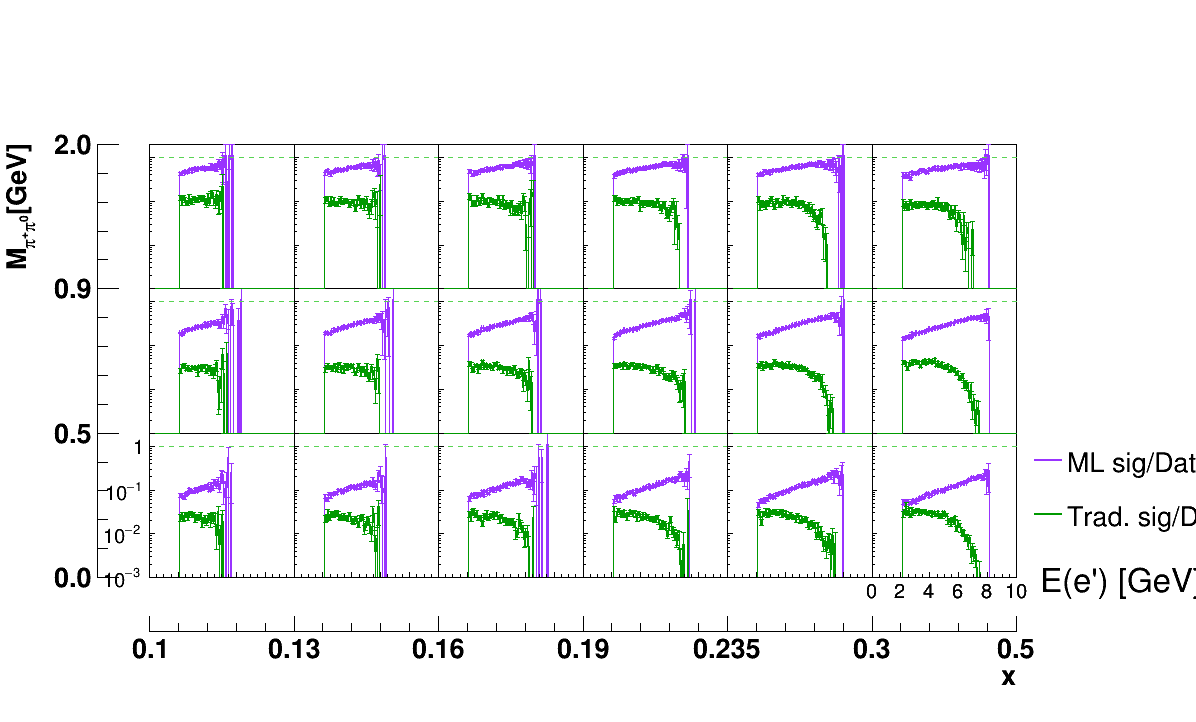 2.0
M_{π⁺π⁰}[GeV]
0.9
0.5
1
10⁻¹
10⁻²
10⁻³
0.0
ML sig/Dat
Trad. sig/D
0 2 4 6 8 10
E(e') [GeV]
0.1 0.13 0.16 0.19 0.235 0.3 0.5
x